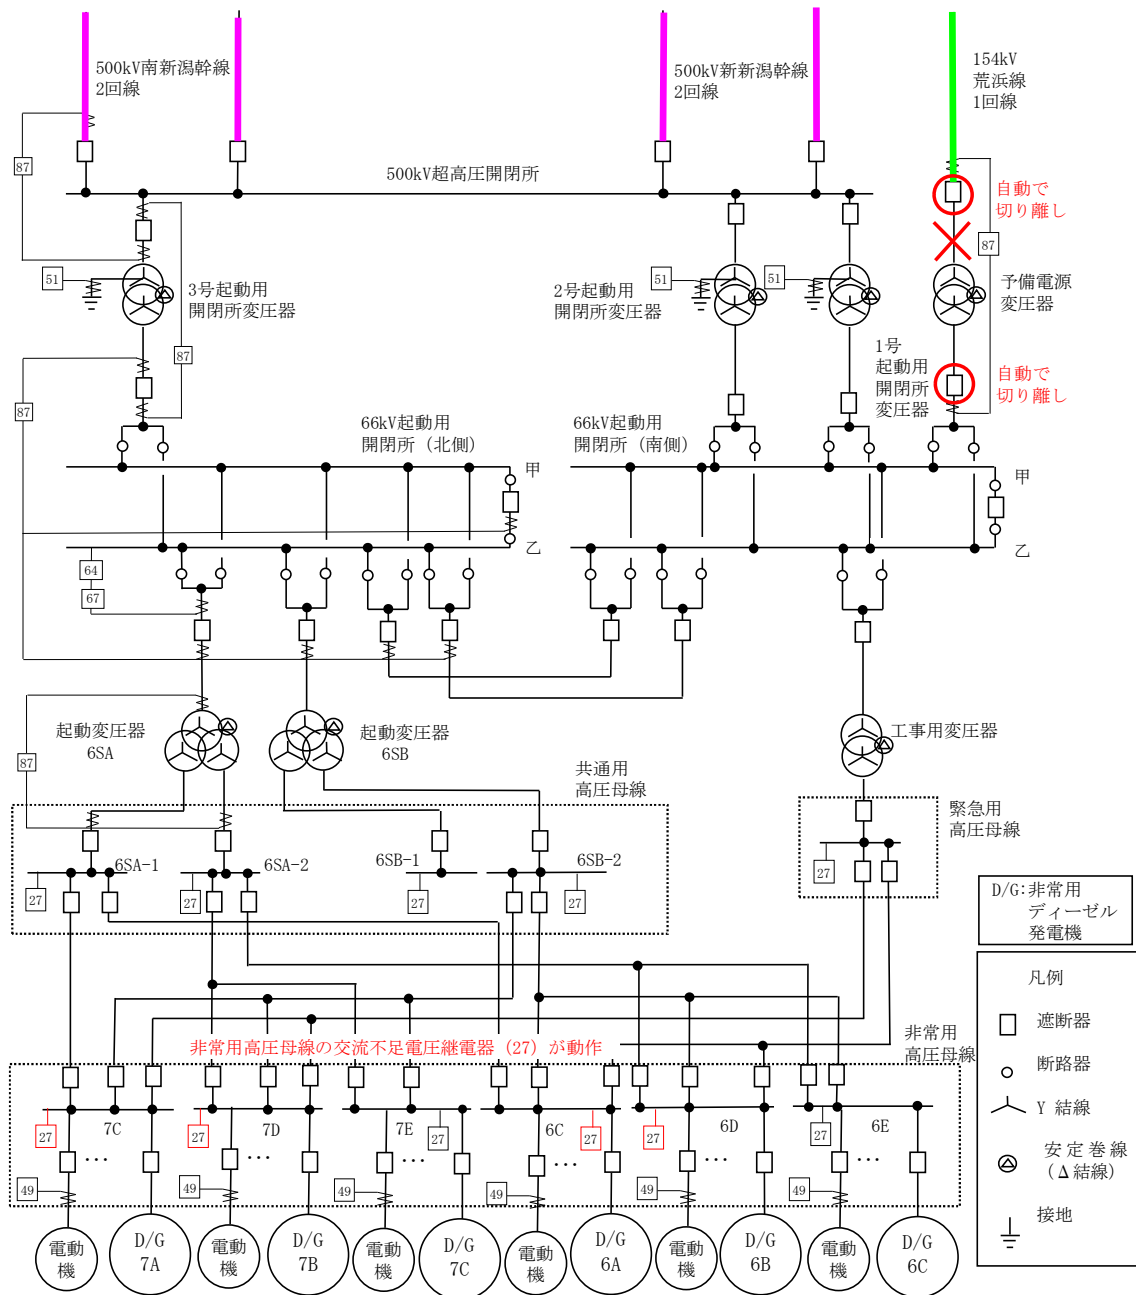 500kV南新潟幹線
2回線
500kV新新潟幹線
2回線
154kV
荒浜線
1回線
87
500kV超高圧開閉所
自動で
切り離し
87
51
3号起動用
開閉所変圧器
51
2号起動用
開閉所変圧器
51
予備電源
変圧器
87
87
1号
起動用
開閉所
変圧器
自動で
切り離し
66kV起動用
開閉所（北側）
66kV起動用
開閉所（南側）
甲
甲
乙
乙
64
67
起動変圧器
6SA
起動変圧器
6SB
工事用変圧器
87
共通用
高圧母線
緊急用
高圧母線
6SA-1
6SA-2
6SB-1
6SB-2
27
27
27
27
27
D/G:非常用
ディーゼル
発電機
凡例
遮断器
断路器
Y 結線
安定巻線
(Δ結線)
接地
非常用高圧母線の交流不足電圧継電器（27）が動作
非常用
高圧母線
7C
7D
7E
6C
6D
6E
27
27
27
27
27
27
…
…
…
…
…
…
49
49
49
49
49
49
電動
機
D/G
7A
電動
機
D/G
7B
電動
機
D/G
7C
電動
機
D/G
6A
電動
機
D/G
6B
電動
機
D/G
6C